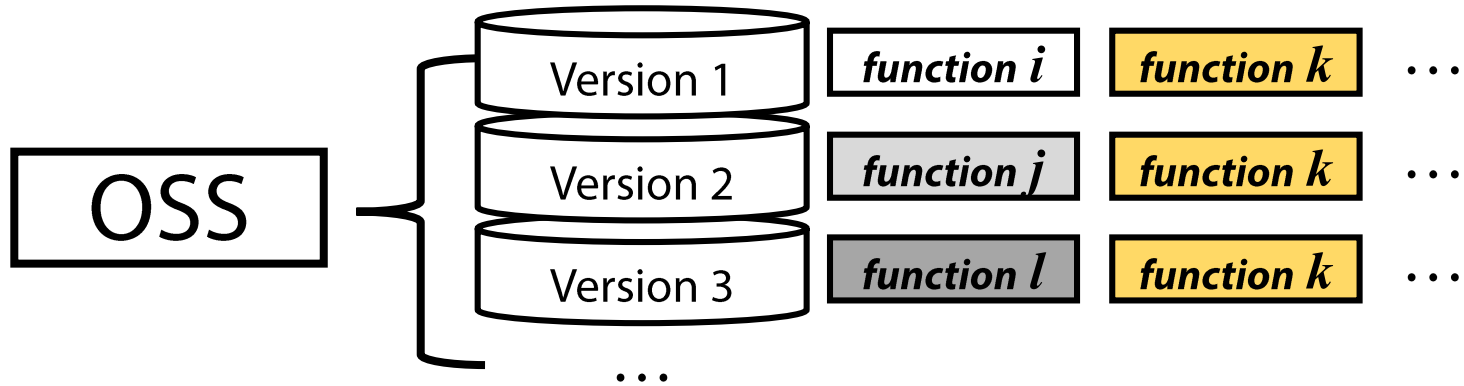 OSS
Version 1 function i function k ...
Version 2 function j function k ...
Version 3 function l function k ...
...